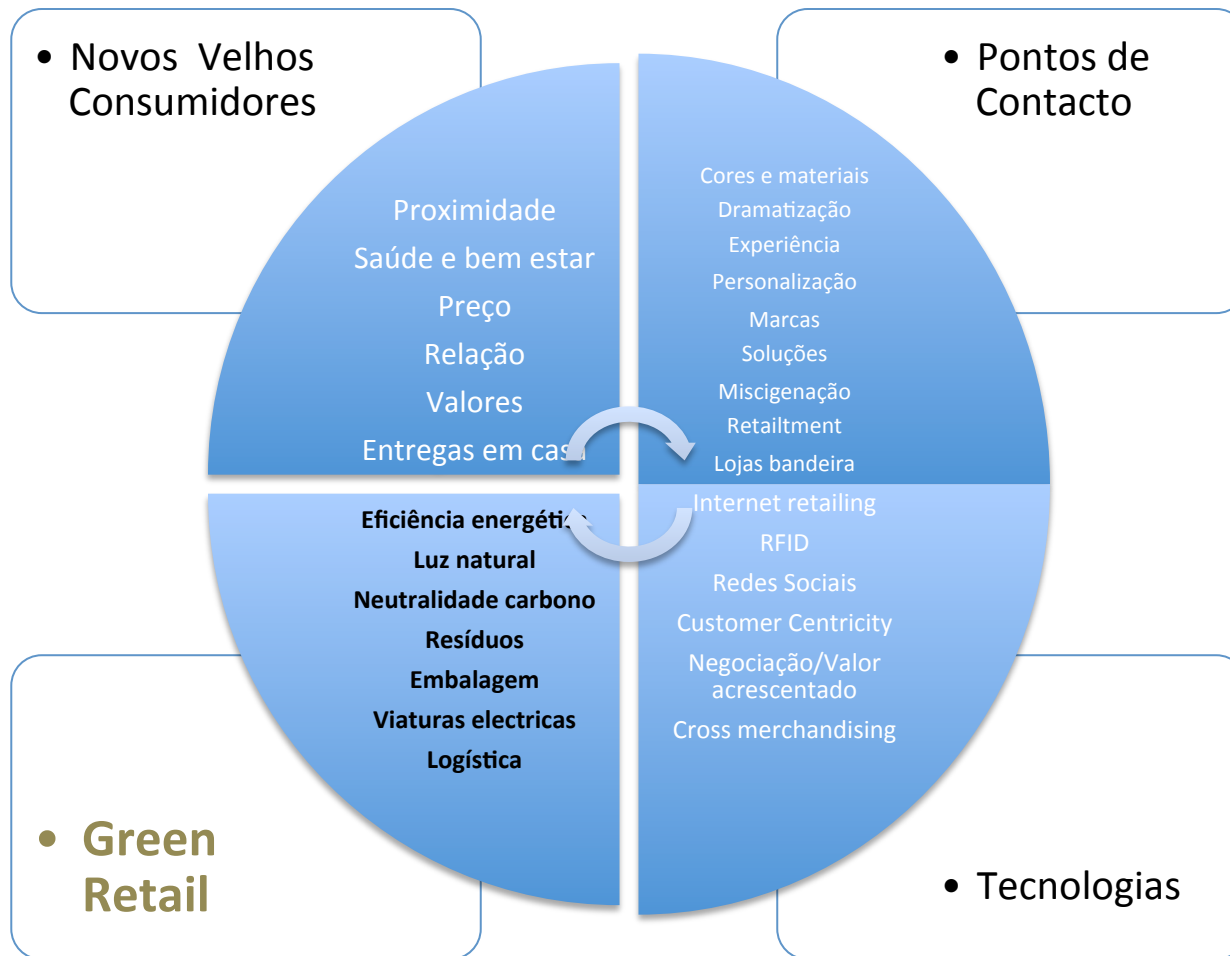 • Novos Velhos
Consumidores
Proximidade
Saúde e bem estar
Preço
Relação
Valores
Entregas em casa
• Pontos de
Contacto
Cores e materiais
Dramatização
Experiência
Personalização
Marcas
Soluções
Miscigenação
Retailtment
Lojas bandeira
Eficiência energética
Luz natural
Neutralidade carbono
Resíduos
Embalagem
Viaturas electricas
Logística
• Green
Retail
Internet retailing
RFID
Redes Sociais
Customer Centricity
Negociação/Valor
acrescentado
Cross merchandising
• Tecnologias